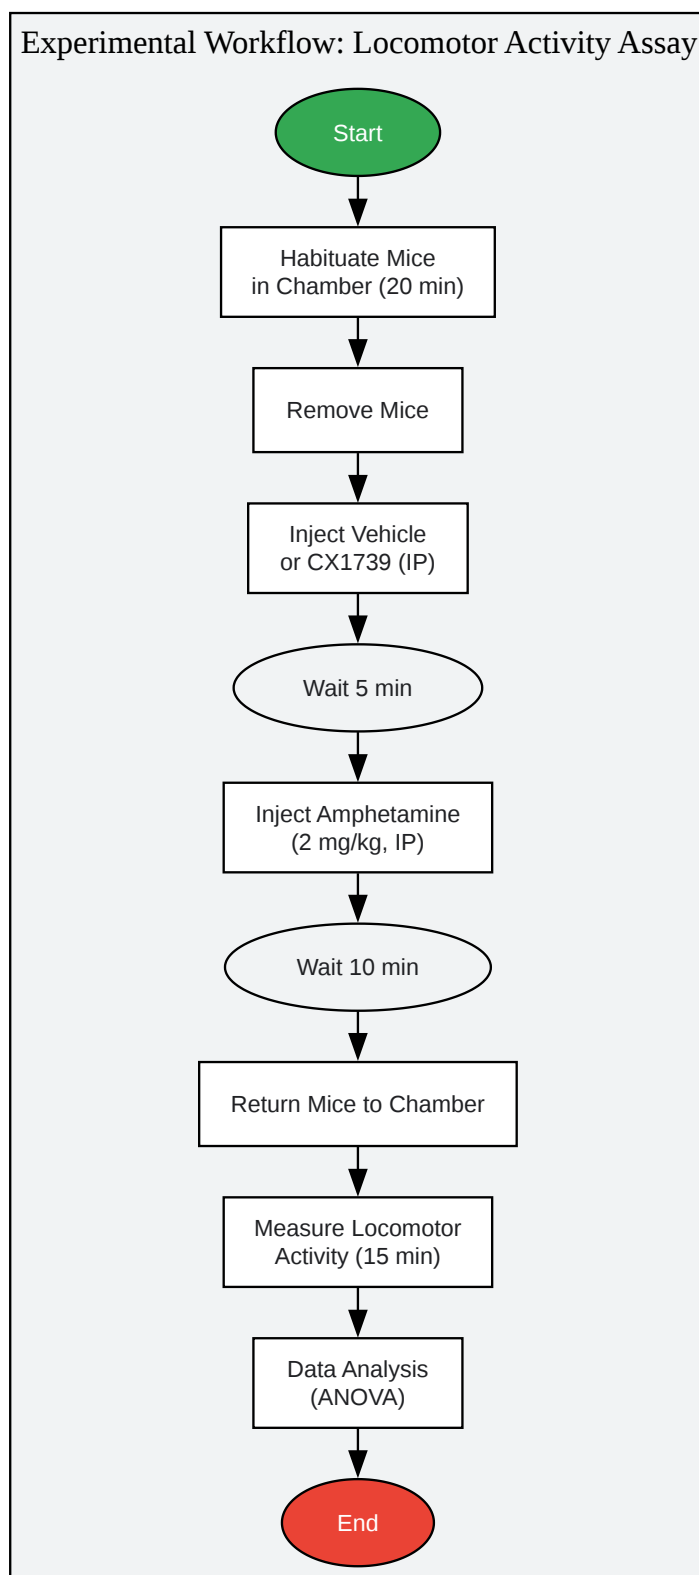 Experimental Workflow: Locomotor Activity Assay
Start
Habituate Mice
in Chamber (20 min)
Remove Mice
Inject Vehicle
or CX1739 (IP)
Wait 5 min
Inject Amphetamine
(2 mg/kg, IP)
Wait 10 min
Return Mice to Chamber
Measure Locomotor
Activity (15 min)
Data Analysis
(ANOVA)
End